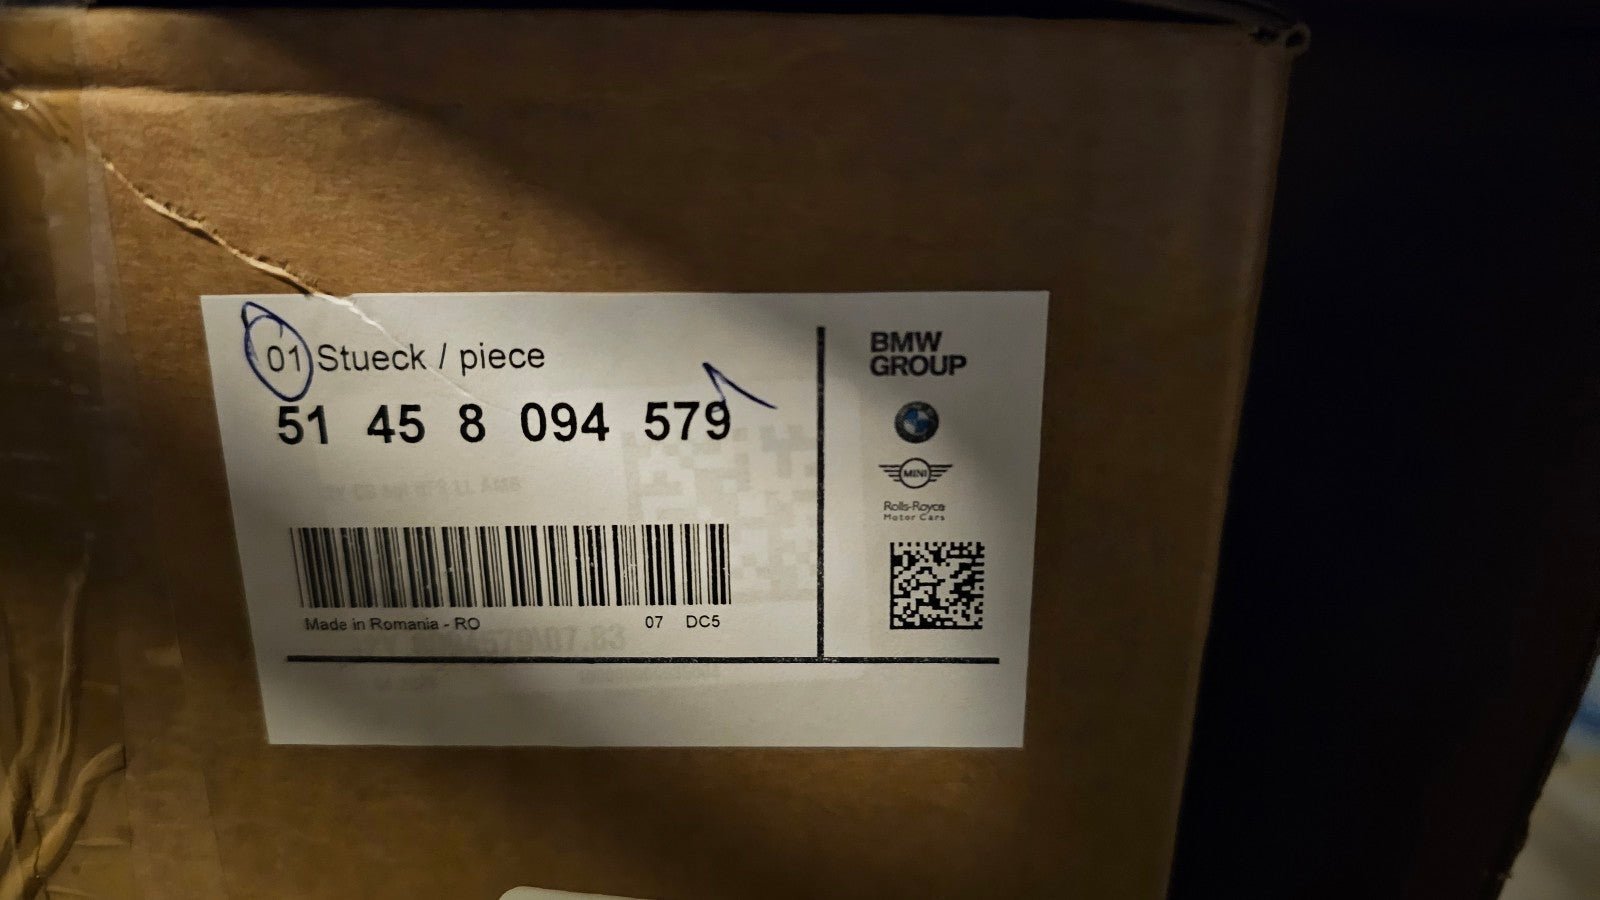 01 Stueck / piece
51 45 8 094 579
Made in Romania - RO
07 DC5
BMW
GROUP
MINI
Rolls-Royce
Motor Cars